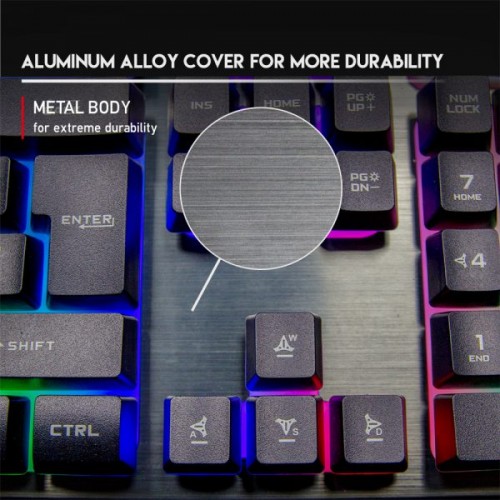 ALUMINUM ALLOY COVER FOR MORE DURABILITY
METAL BODY
for extreme durability
INS
HOME
PG
UP+
NUM
LOCK
PG
DN-
7
HOME
ENTER
4
SHIFT
1
END
W
CTRL
A
S
D